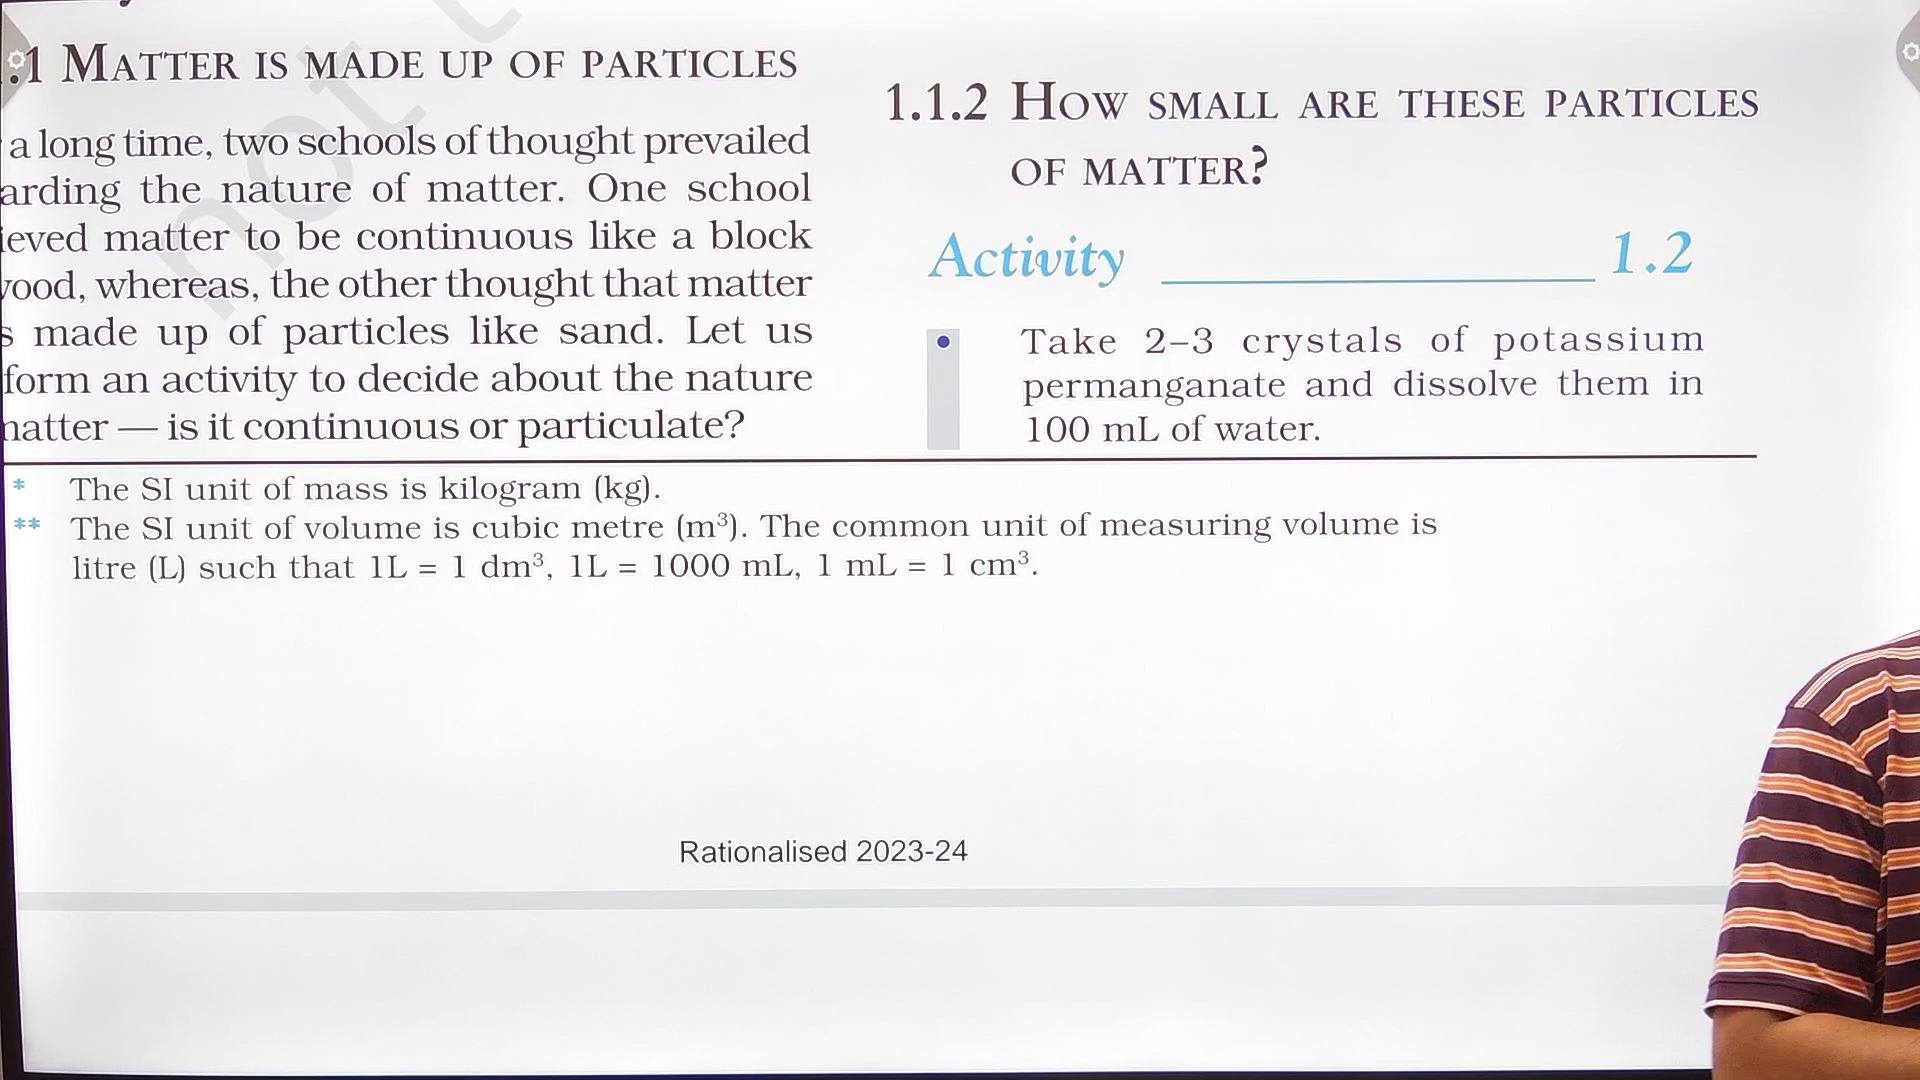 .1 MATTER IS MADE UP OF PARTICLES
a long time, two schools of thought prevailed
arding the nature of matter. One school
ieved matter to be continuous like a block
ood, whereas, the other thought that matter
s made up of particles like sand. Let us
form an activity to decide about the nature
matter — is it continuous or particulate?
1.1.2 HOW SMALL ARE THESE PARTICLES
OF MATTER?
Activity 1.2
• Take 2–3 crystals of potassium
permanganate and dissolve them in
100 mL of water.
* The SI unit of mass is kilogram (kg).
** The SI unit of volume is cubic metre (m³). The common unit of measuring volume is
litre (L) such that 1L = 1 dm³, 1L = 1000 mL, 1 mL = 1 cm³.
Rationalised 2023-24
not